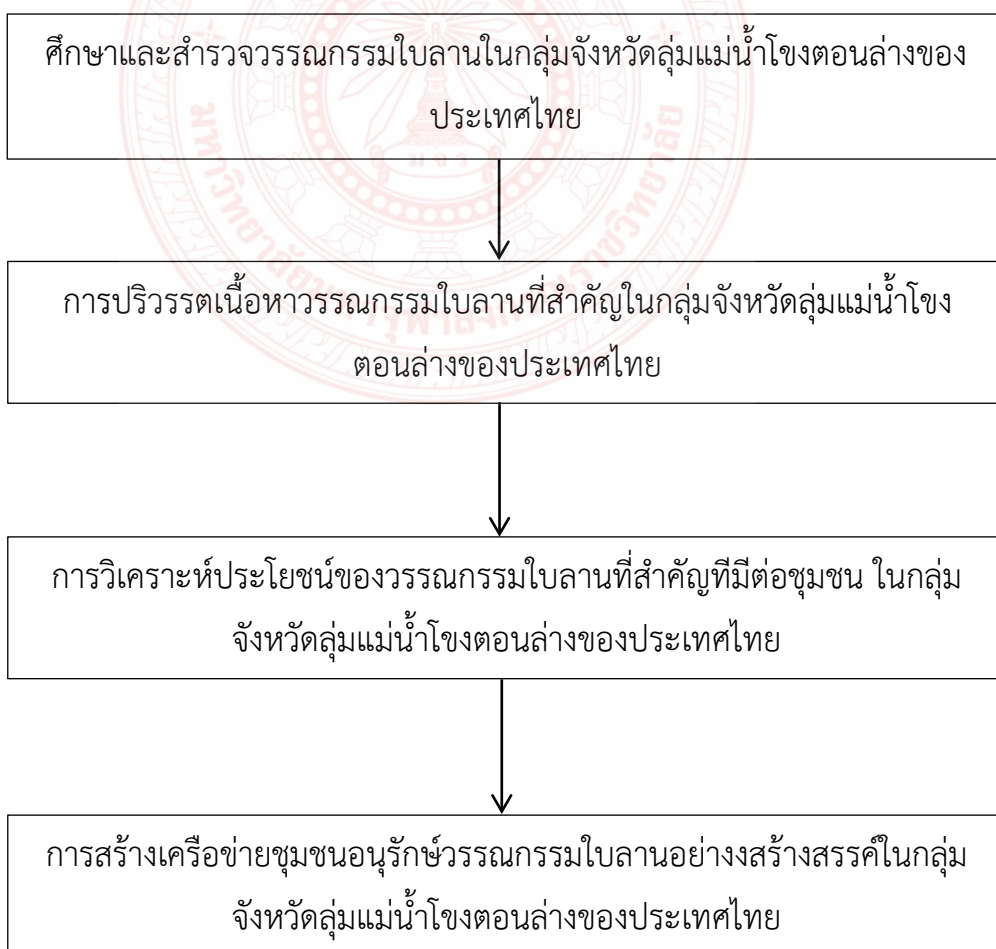 ศึกษาและสำรวจวรรณกรรมใบลานในกลุ่มจังหวัดลุ่มแม่น้ำโขงตอนล่างของ
ประเทศไทย
การปริวรรตเนื้อหาวรรณกรรมใบลานที่สำคัญในกลุ่มจังหวัดลุ่มแม่น้ำโขง
ตอนล่างของประเทศไทย
การวิเคราะห์ประโยชน์ของวรรณกรรมใบลานที่สำคัญทีมีต่อชุมชน ในกลุ่ม
จังหวัดลุ่มแม่น้ำโขงตอนล่างของประเทศไทย
การสร้างเครือข่ายชุมชนอนุรักษ์วรรณกรรมใบลานอย่างงสร้างสรรค์ในกลุ่ม
จังหวัดลุ่มแม่น้ำโขงตอนล่างของประเทศไทย